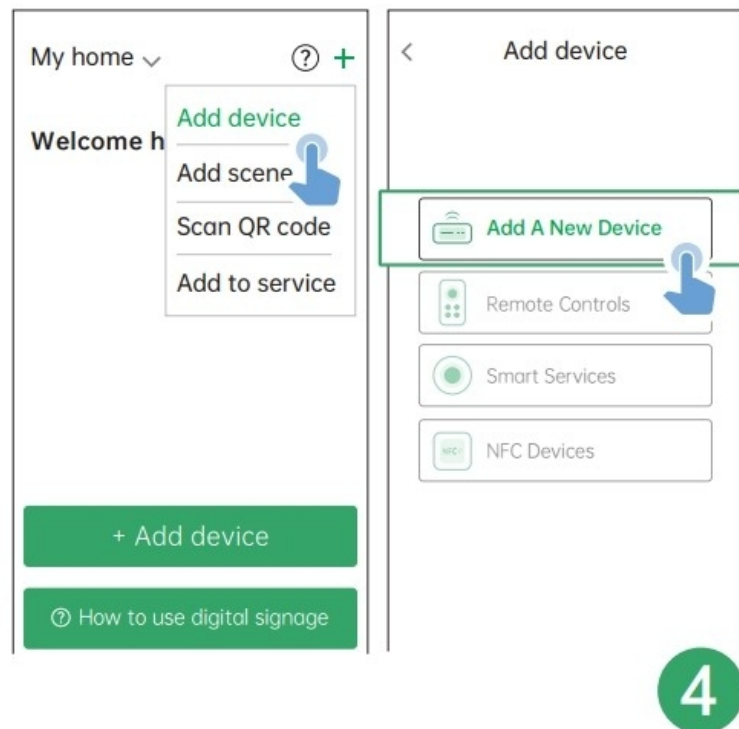 My home
? +
Add device
Welcome h
Add scene
Scan QR code
Add to service
+ Add device
? How to use digital signage
< Add device
Add A New Device
Remote Controls
Smart Services
NFC Devices
4